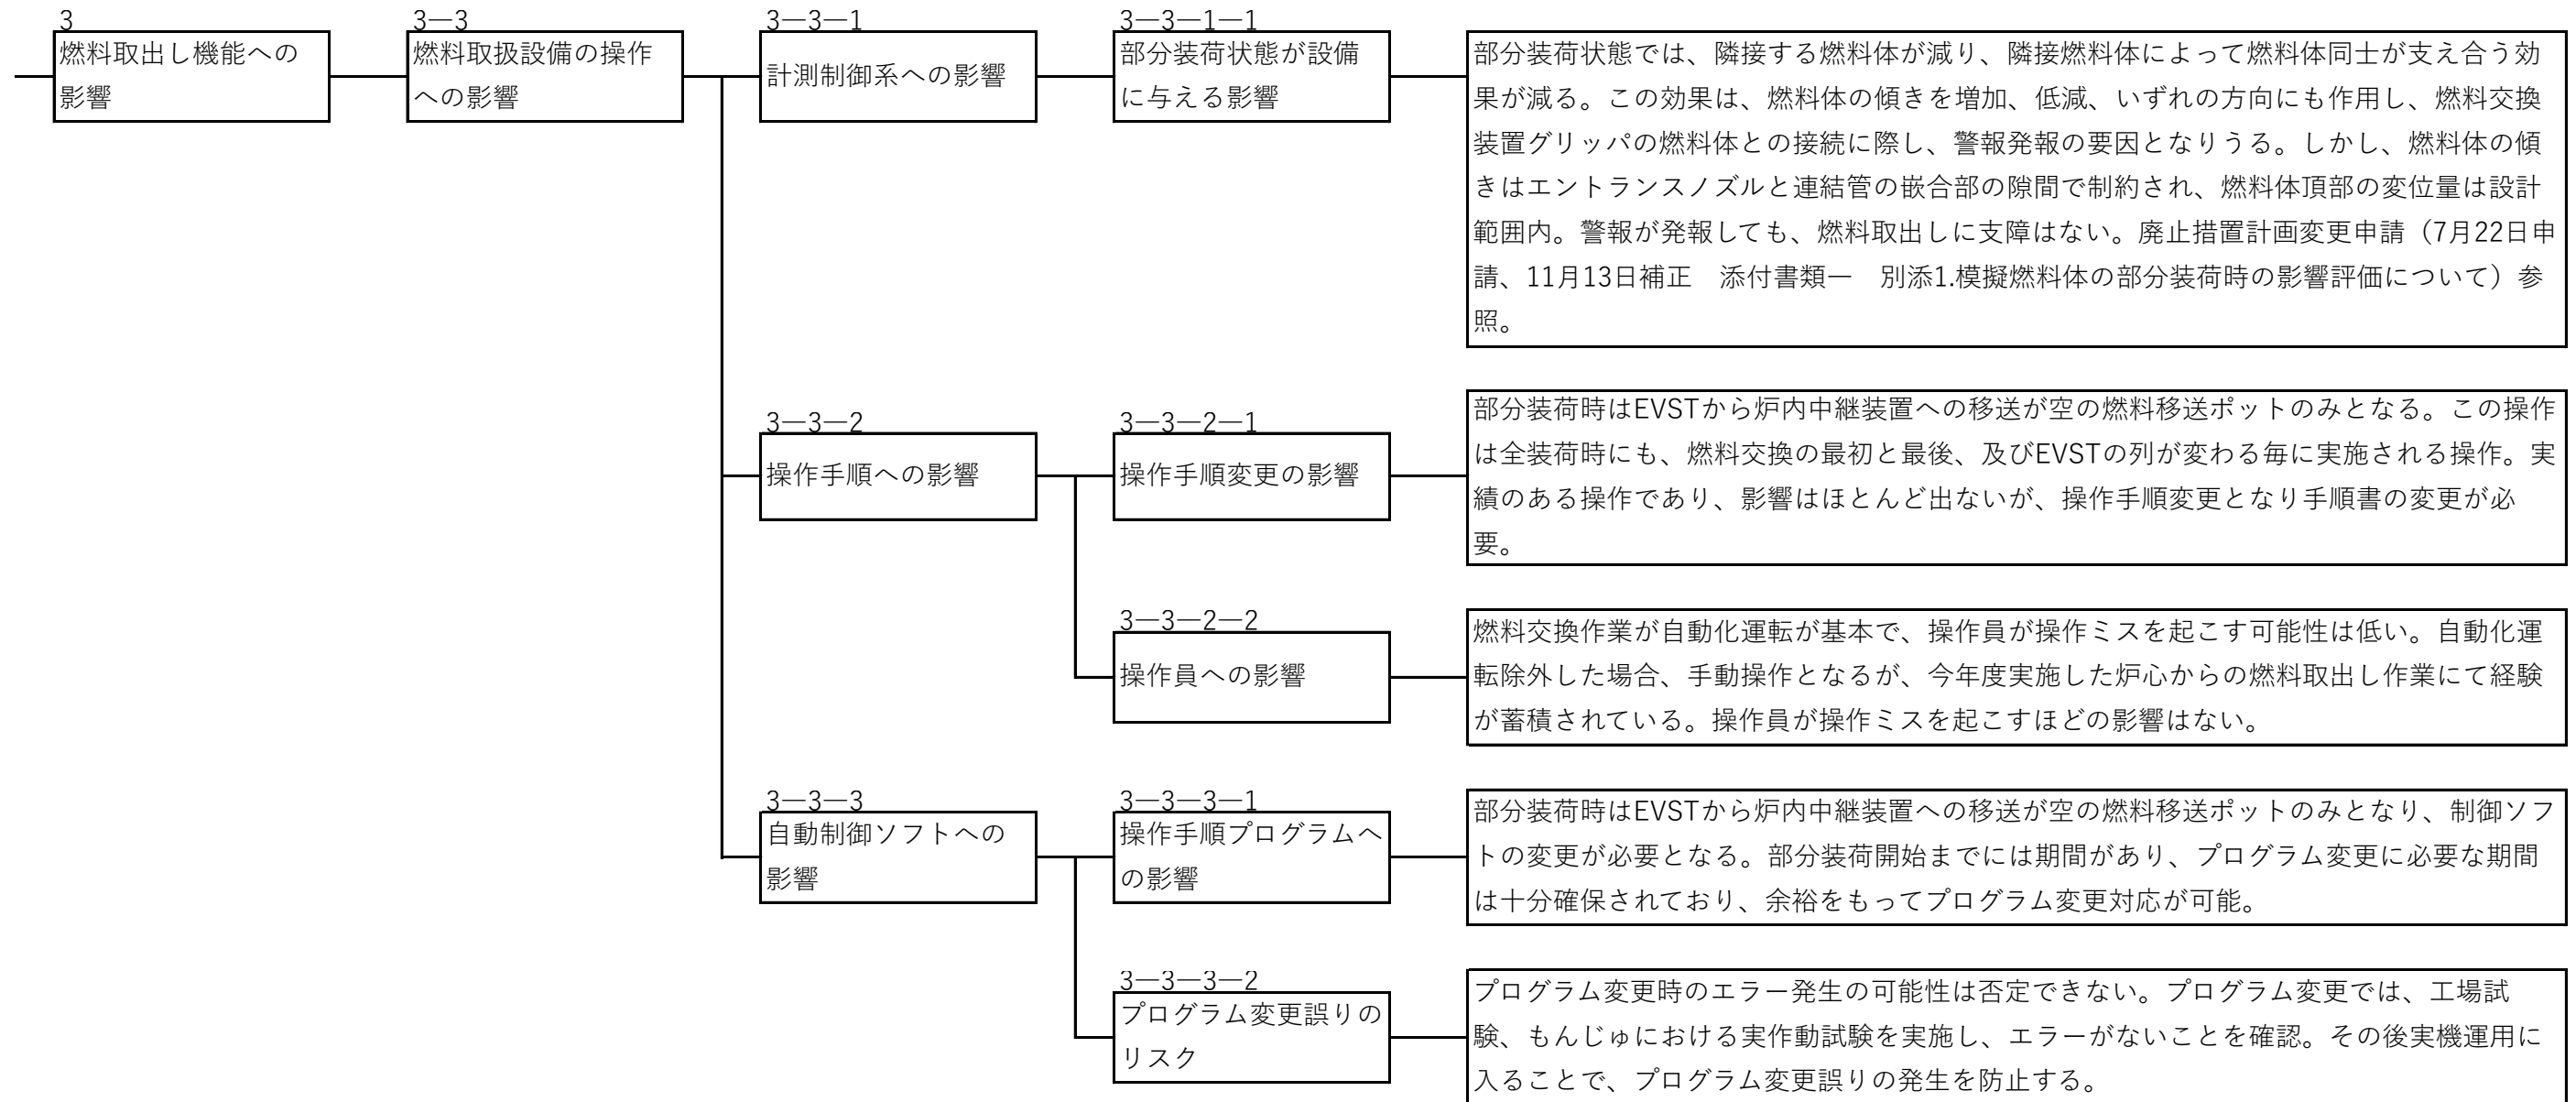 3
燃料取出し機能への
影響
3―3
燃料取扱設備の操作
への影響
3―3―1
計測制御系への影響
3―3―1―1
部分装荷状態が設備
に与える影響
部分装荷状態では、隣接する燃料体が減り、隣接燃料体によって燃料体同士が支え合う効
果が減る。この効果は、燃料体の傾きを増加、低減、いずれの方向にも作用し、燃料交換
装置グリッパの燃料体との接続に際し、警報発報の要因となりうる。しかし、燃料体の傾
きはエントランスノズルと連結管の嵌合部の隙間で制約され、燃料体頂部の変位量は設計
範囲内。警報が発報しても、燃料取出しに支障はない。廃止措置計画変更申請（7月22日申
請、11月13日補正　添付書類一　別添1.模擬燃料体の部分装荷時の影響評価について）参
照。
3―3―2
操作手順への影響
3―3―2―1
操作手順変更の影響
部分装荷時はEVSTから炉内中継装置への移送が空の燃料移送ポットのみとなる。この操作
は全装荷時にも、燃料交換の最初と最後、及びEVSTの列が変わる毎に実施される操作。実
績のある操作であり、影響はほとんど出ないが、操作手順変更となり手順書の変更が必
要。
3―3―2―2
操作員への影響
燃料交換作業が自動化運転が基本で、操作員が操作ミスを起こす可能性は低い。自動化運
転除外した場合、手動操作となるが、今年度実施した炉心からの燃料取出し作業にて経験
が蓄積されている。操作員が操作ミスを起こすほどの影響はない。
3―3―3
自動制御ソフトへの
影響
3―3―3―1
操作手順プログラムへ
の影響
部分装荷時はEVSTから炉内中継装置への移送が空の燃料移送ポットのみとなり、制御ソフ
トの変更が必要となる。部分装荷開始までには期間があり、プログラム変更に必要な期間
は十分確保されており、余裕をもってプログラム変更対応が可能。
3―3―3―2
プログラム変更誤りの
リスク
プログラム変更時のエラー発生の可能性は否定できない。プログラム変更では、工場試
験、もんじゅにおける実作動試験を実施し、エラーがないことを確認。その後実機運用に
入ることで、プログラム変更誤りの発生を防止する。